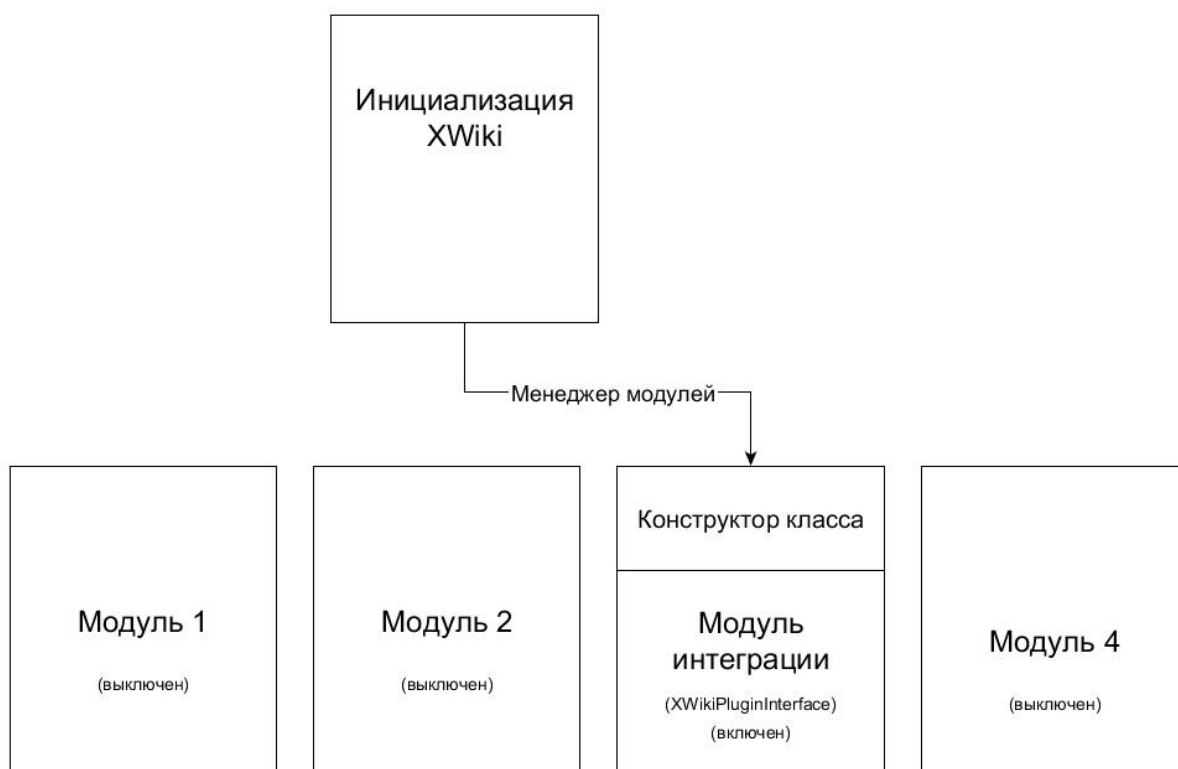 Инициализация
XWiki
Менеджер модулей
Конструктор класса
Модуль 1
(выключен)
Модуль 2
(выключен)
Модуль
интеграции
(XWikiPluginInterface)
(включен)
Модуль 4
(выключен)